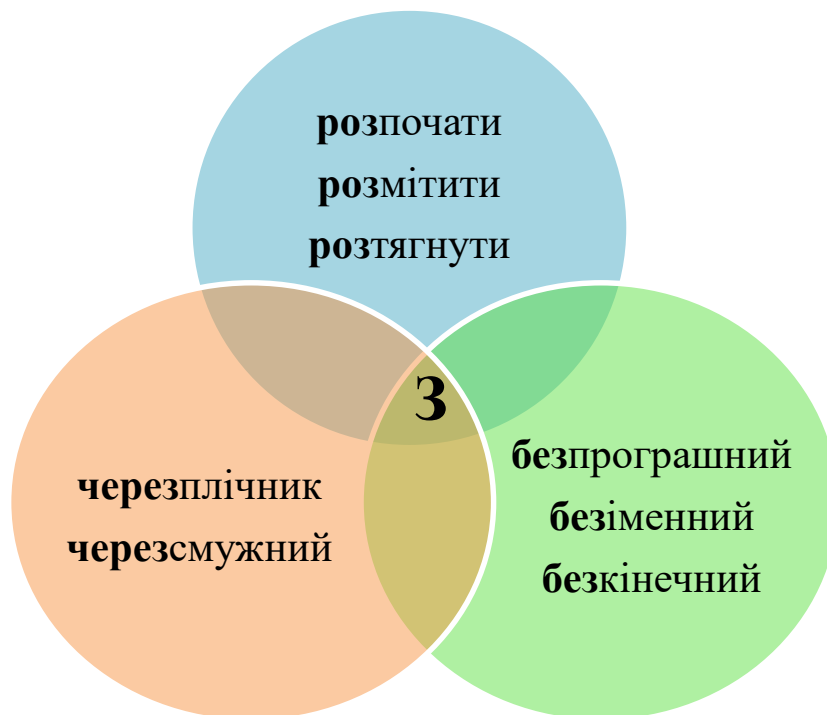 розпочати
розмітити
розтягнути
З
черезплічник
черезсмужний
безпрограшний
безіменний
безкінечний